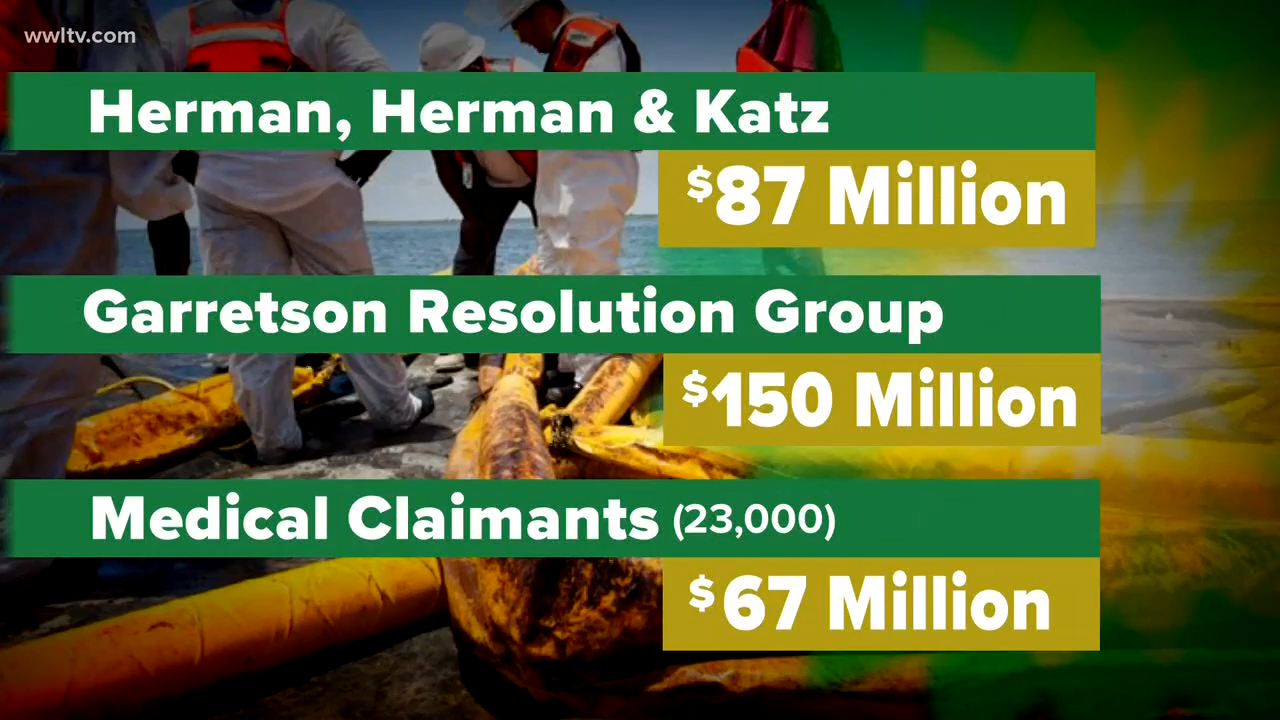 wwltv.com
Herman, Herman & Katz
$87 Million
Garretson Resolution Group
$150 Million
Medical Claimants (23,000)
$67 Million